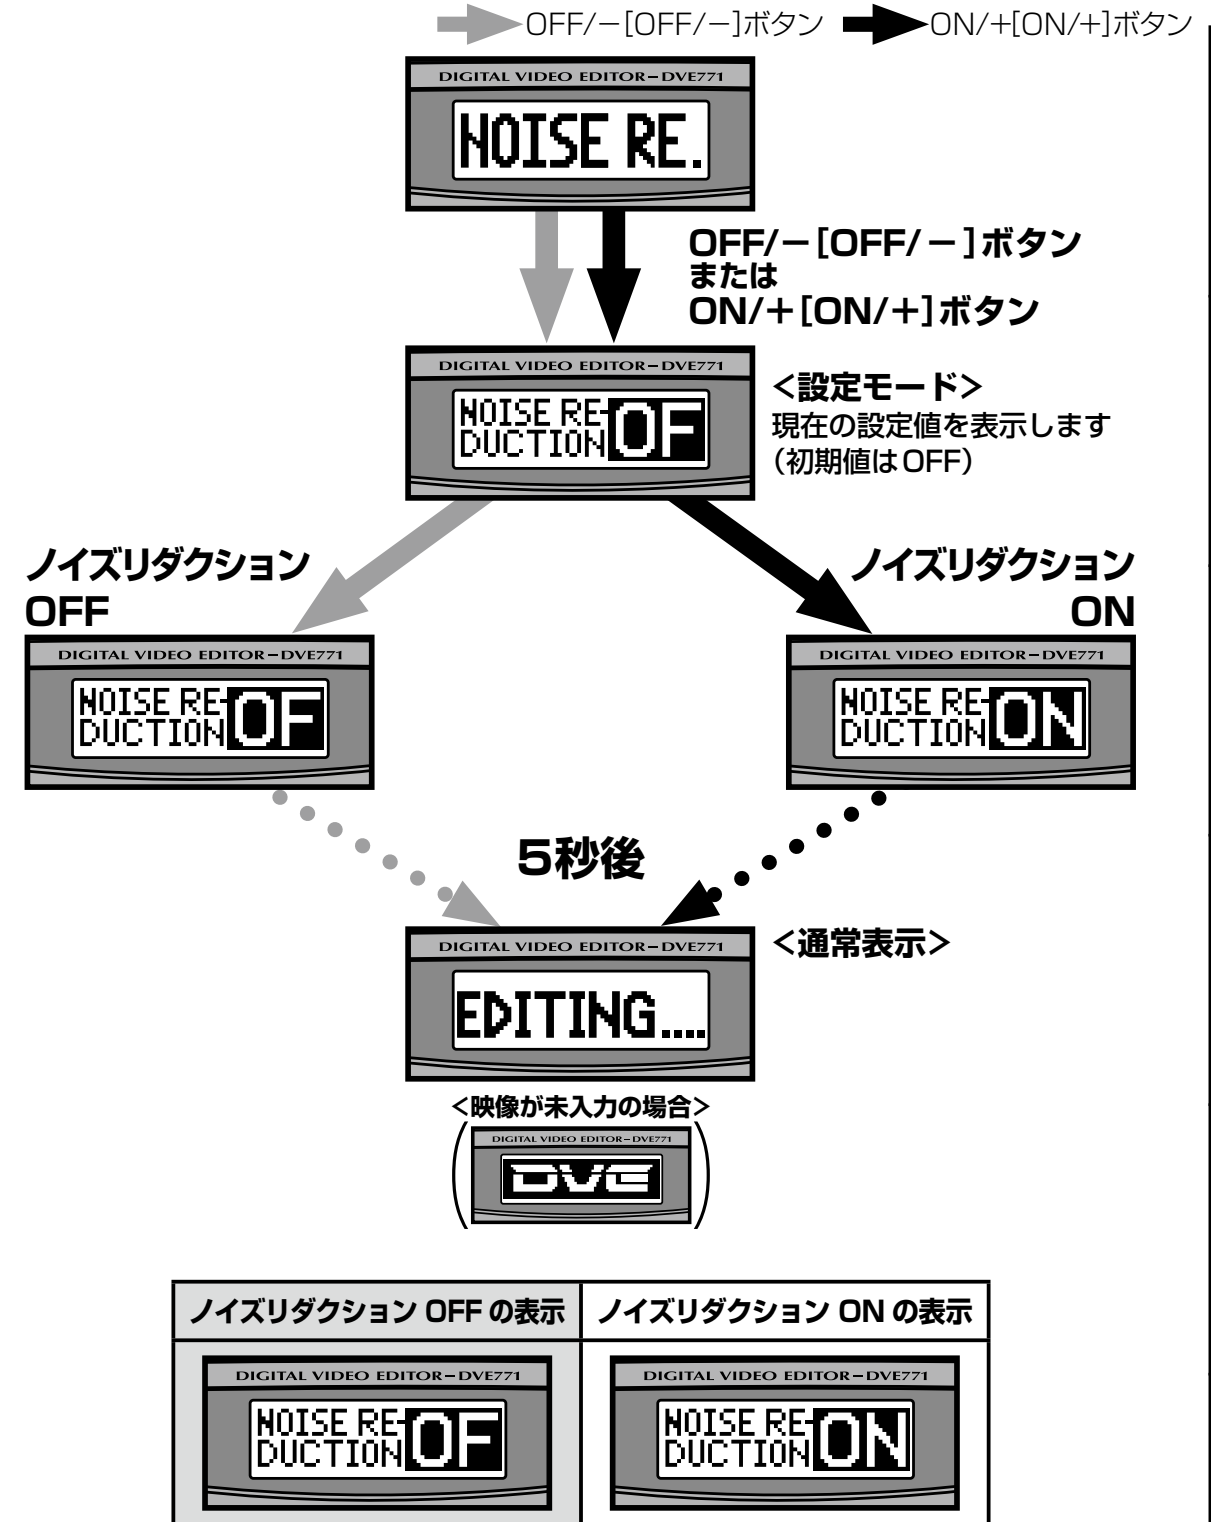 OFF/－[OFF/－]ボタン ON/＋[ON/＋]ボタン
DIGITAL VIDEO EDITOR－DVE771
NOISE RE.
OFF/－[OFF/－]ボタン
または
ON/＋[ON/＋]ボタン
DIGITAL VIDEO EDITOR－DVE771
NOISE RE-
DUCTION OF
＜設定モード＞
現在の設定値を表示します
（初期値はOFF）
ノイズリダクション
OFF
ノイズリダクション
ON
DIGITAL VIDEO EDITOR－DVE771
NOISE RE-
DUCTION OF
DIGITAL VIDEO EDITOR－DVE771
NOISE RE-
DUCTION ON
5秒後
DIGITAL VIDEO EDITOR－DVE771
EDITING....
＜通常表示＞
＜映像が未入力の場合＞
DIGITAL VIDEO EDITOR－DVE771
DVE
ノイズリダクション OFF の表示
ノイズリダクション ON の表示
DIGITAL VIDEO EDITOR－DVE771
NOISE RE-
DUCTION OF
DIGITAL VIDEO EDITOR－DVE771
NOISE RE-
DUCTION ON